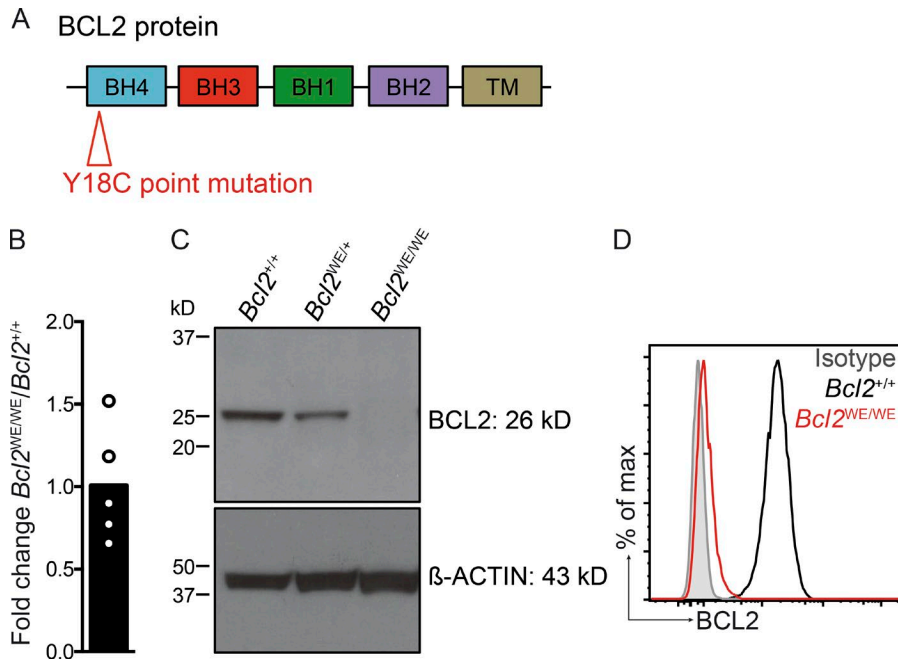 A
BCL2 protein
BH4 BH3 BH1 BH2 TM
Y18C point mutation
B
Fold change Bcl2WE/WE/Bcl2+/+
2.0
1.5
1.0
0.5
0.0
C
Bcl2+/+ Bcl2WE/+ Bcl2WE/WE
kD
37
25
20
BCL2: 26 kD
50
37
ß-ACTIN: 43 kD
D
Isotype
Bcl2+/+
Bcl2WE/WE
% of max
BCL2